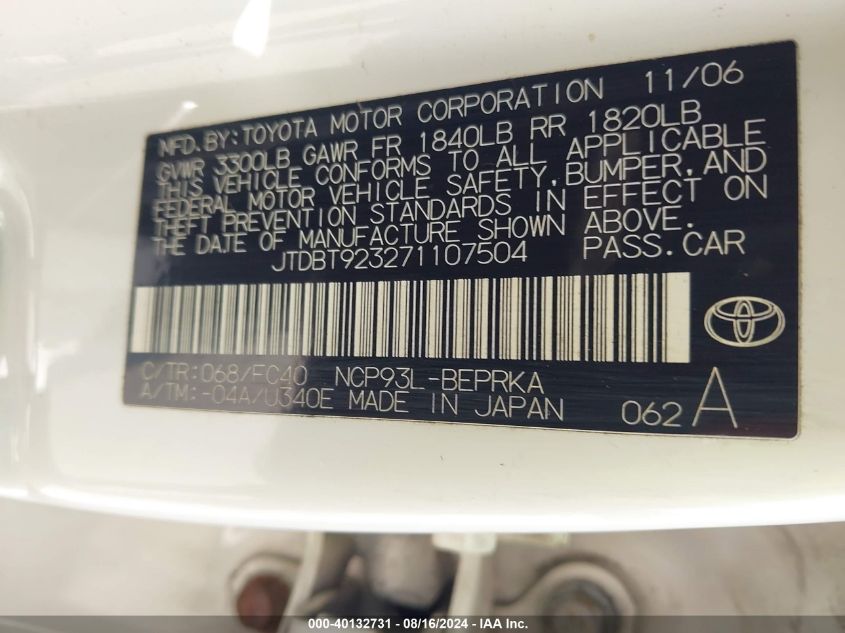 MFD.BY:TOYOTA MOTOR CORPORATION 11/06
GVWR 3300LB GAWR FR 1840LB RR 1820LB
THIS VEHICLE CONFORMS TO ALL APPLICABLE
FEDERAL MOTOR VEHICLE SAFETY,BUMPER,AND
THEFT PREVENTION STANDARDS IN EFFECT ON
THE DATE OF MANUFACTURE SHOWN ABOVE.
JTDBT923271107504 PASS.CAR
C/TR:068/FC40 NCP93L-BEPRKA
A/TM:-04A/U340E MADE IN JAPAN 062 A
000-40132731 - 08/16/2024 - IAA Inc.